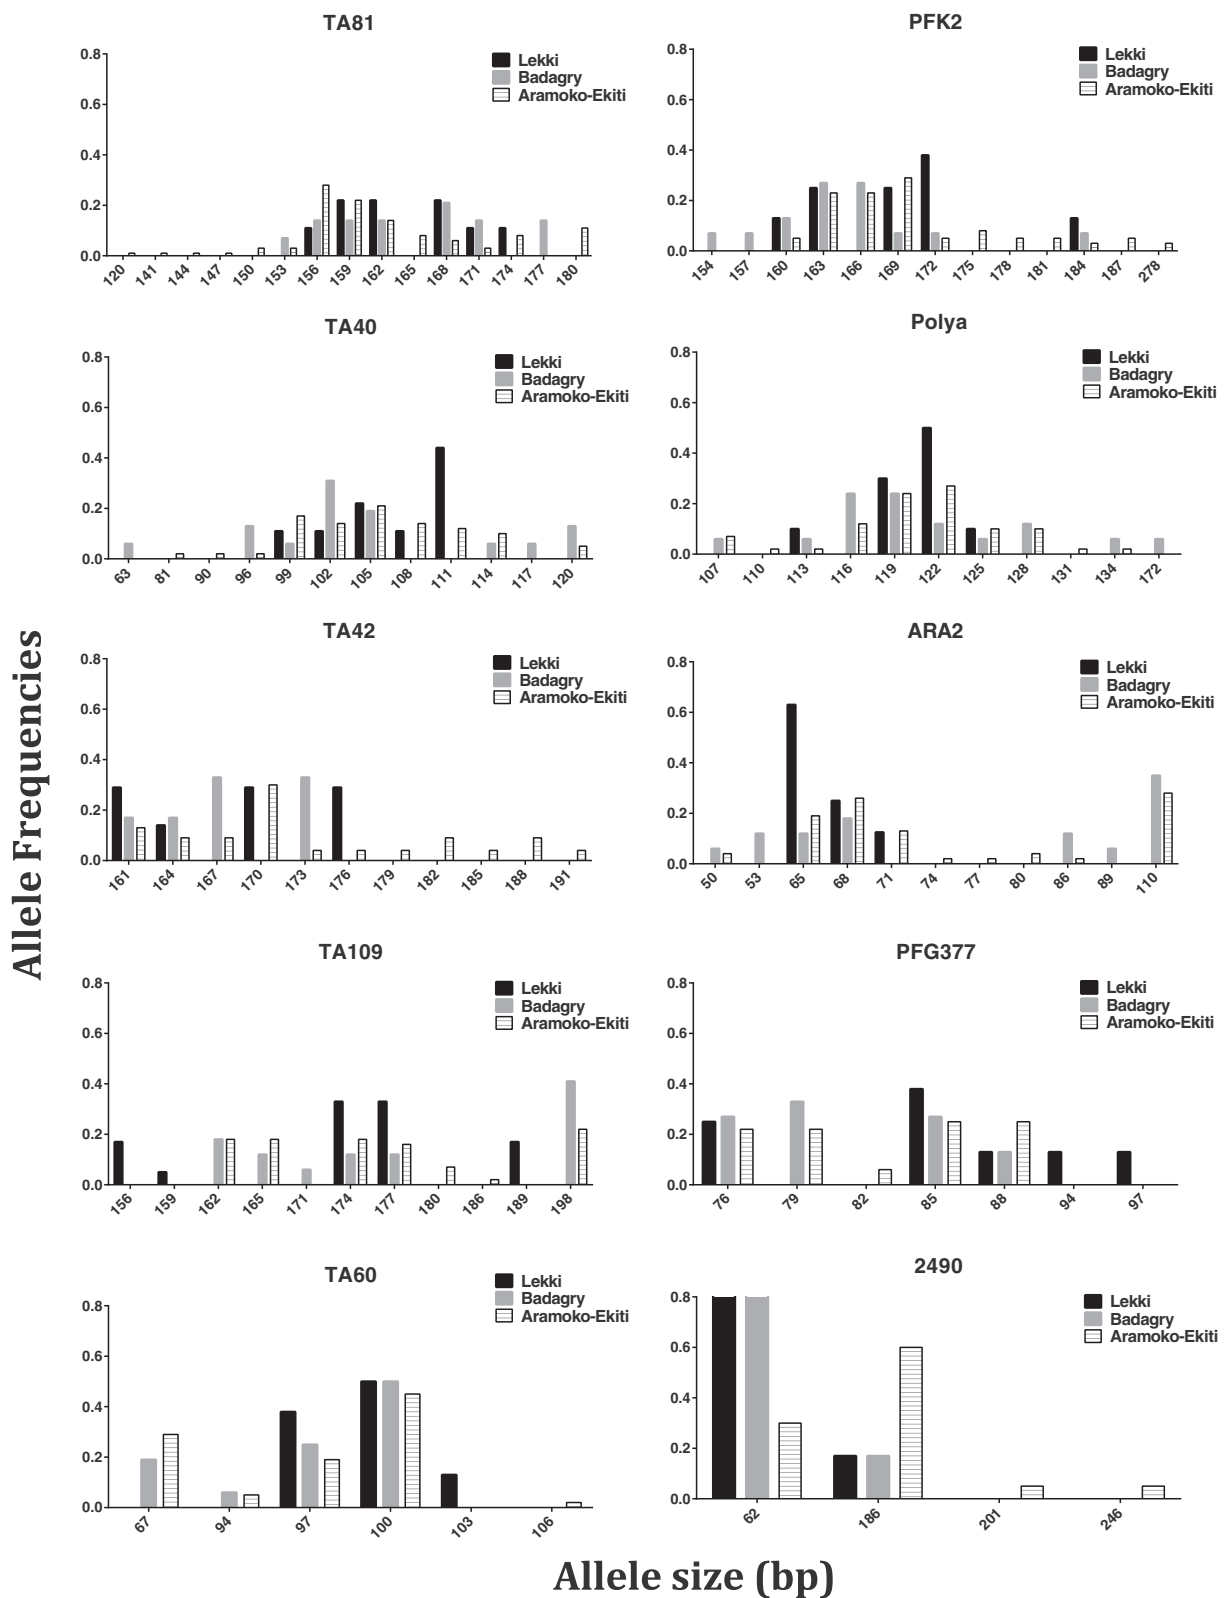 TA81
0.8
0.6
0.4
0.2
0.0
Lekki
Badagry
Aramoko-Ekiti
120 141 144 147 150 153 156 159 162 165 168 171 174 177 180
PFK2
0.8
0.6
0.4
0.2
0.0
Lekki
Badagry
Aramoko-Ekiti
154 157 160 163 166 169 172 175 178 181 184 187 278
TA40
0.8
0.6
0.4
0.2
0.0
Lekki
Badagry
Aramoko-Ekiti
63 81 90 96 99 102 105 108 111 114 117 120
Polya
0.8
0.6
0.4
0.2
0.0
Lekki
Badagry
Aramoko-Ekiti
107 110 113 116 119 122 125 128 131 134 172
Allele Frequencies
TA42
0.8
0.6
0.4
0.2
0.0
Lekki
Badagry
Aramoko-Ekiti
161 164 167 170 173 176 179 182 185 188 191
ARA2
0.8
0.6
0.4
0.2
0.0
Lekki
Badagry
Aramoko-Ekiti
50 53 65 68 71 74 77 80 86 89 110
TA109
0.8
0.6
0.4
0.2
0.0
Lekki
Badagry
Aramoko-Ekiti
156 159 162 165 171 174 177 180 186 189 198
PFG377
0.8
0.6
0.4
0.2
0.0
Lekki
Badagry
Aramoko-Ekiti
76 79 82 85 88 94 97
TA60
0.8
0.6
0.4
0.2
0.0
Lekki
Badagry
Aramoko-Ekiti
67 94 97 100 103 106
2490
0.8
0.6
0.4
0.2
0.0
Lekki
Badagry
Aramoko-Ekiti
62 186 201 246
Allele size (bp)